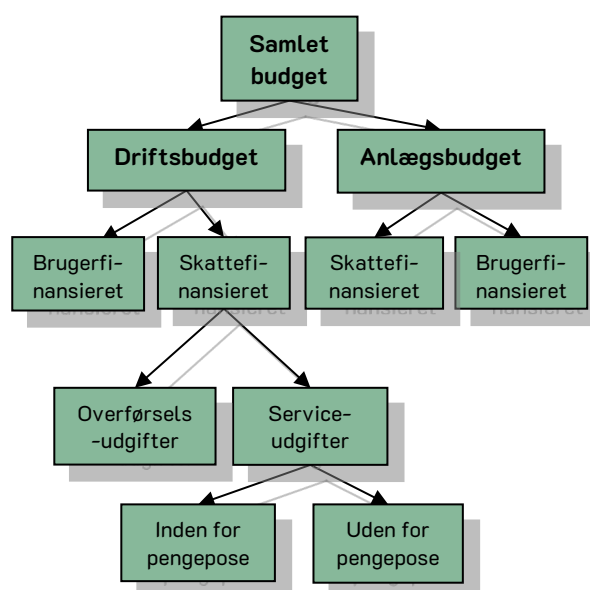 Samlet
budget
Driftsbudget
Anlægsbudget
Brugerfi-
nansieret
Skattefi-
nansieret
Skattefi-
nansieret
Brugerfi-
nansieret
Overførsels
-udgifter
Service-
udgifter
Inden for
pengepose
Uden for
pengepose